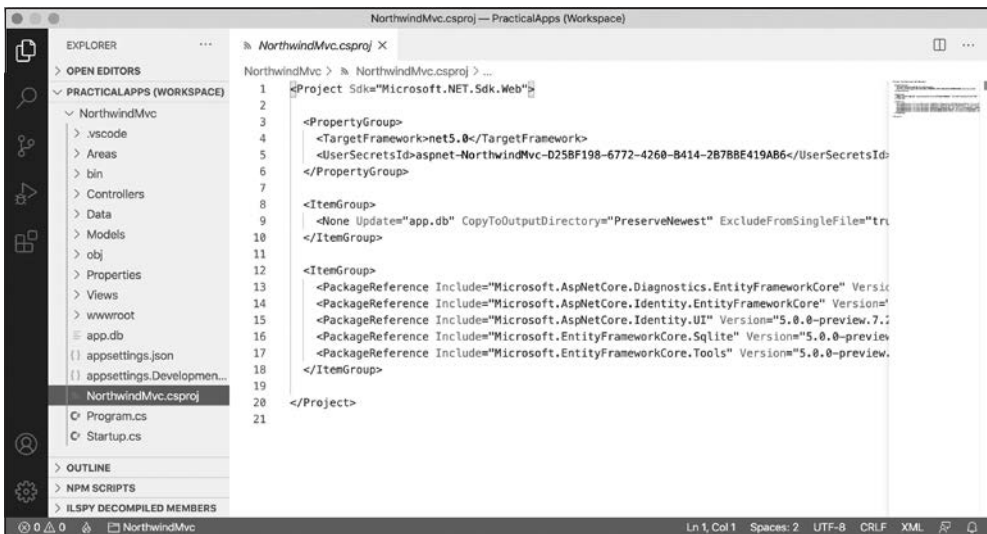 NorthwindMvc.csproj — PracticalApps (Workspace)
EXPLORER
OPEN EDITORS
PRACTICALAPPS (WORKSPACE)
NorthwindMvc
.vscode
Areas
bin
Controllers
Data
Models
obj
Properties
Views
wwwroot
app.db
appsettings.json
appsettings.Developmen...
NorthwindMvc.csproj
Program.cs
Startup.cs
OUTLINE
NPM SCRIPTS
ILSPY DECOMPILED MEMBERS
NorthwindMvc.csproj
NorthwindMvc > NorthwindMvc.csproj > ...
1 <Project Sdk="Microsoft.NET.Sdk.Web">
2
3 <PropertyGroup>
4 <TargetFramework>net5.0</TargetFramework>
5 <UserSecretsId>aspnet-NorthwindMvc-D25BF198-6772-4260-B414-2B7BBE419AB6</UserSecretsId>
6 </PropertyGroup>
7
8 <ItemGroup>
9 <None Update="app.db" CopyToOutputDirectory="PreserveNewest" ExcludeFromSingleFile="tru
10 </ItemGroup>
11
12 <ItemGroup>
13 <PackageReference Include="Microsoft.AspNetCore.Diagnostics.EntityFrameworkCore" Versic
14 <PackageReference Include="Microsoft.AspNetCore.Identity.EntityFrameworkCore" Version="
15 <PackageReference Include="Microsoft.AspNetCore.Identity.UI" Version="5.0.0-preview.7.2
16 <PackageReference Include="Microsoft.EntityFrameworkCore.Sqlite" Version="5.0.0-preview
17 <PackageReference Include="Microsoft.EntityFrameworkCore.Tools" Version="5.0.0-preview.
18 </ItemGroup>
19
20 </Project>
21
0 0 NorthwindMvc
Ln 1, Col 1 Spaces: 2 UTF-8 CRLF XML